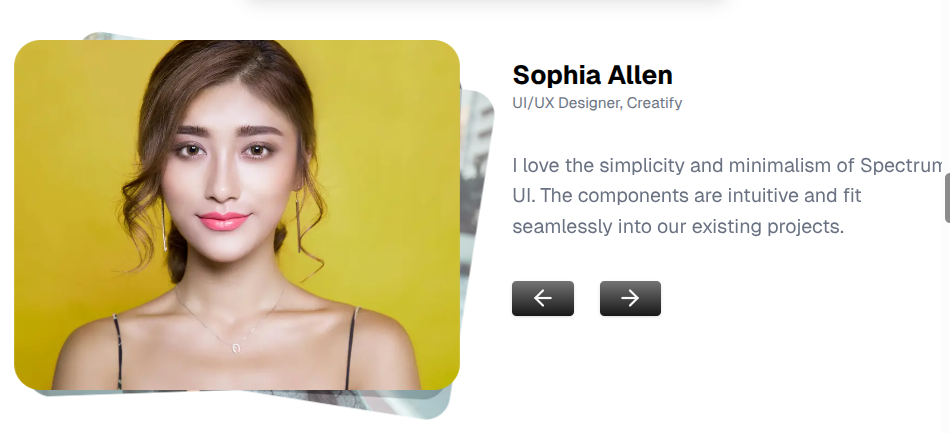 Sophia Allen
UI/UX Designer, Creatify
I love the simplicity and minimalism of Spectrum
UI. The components are intuitive and fit
seamlessly into our existing projects.